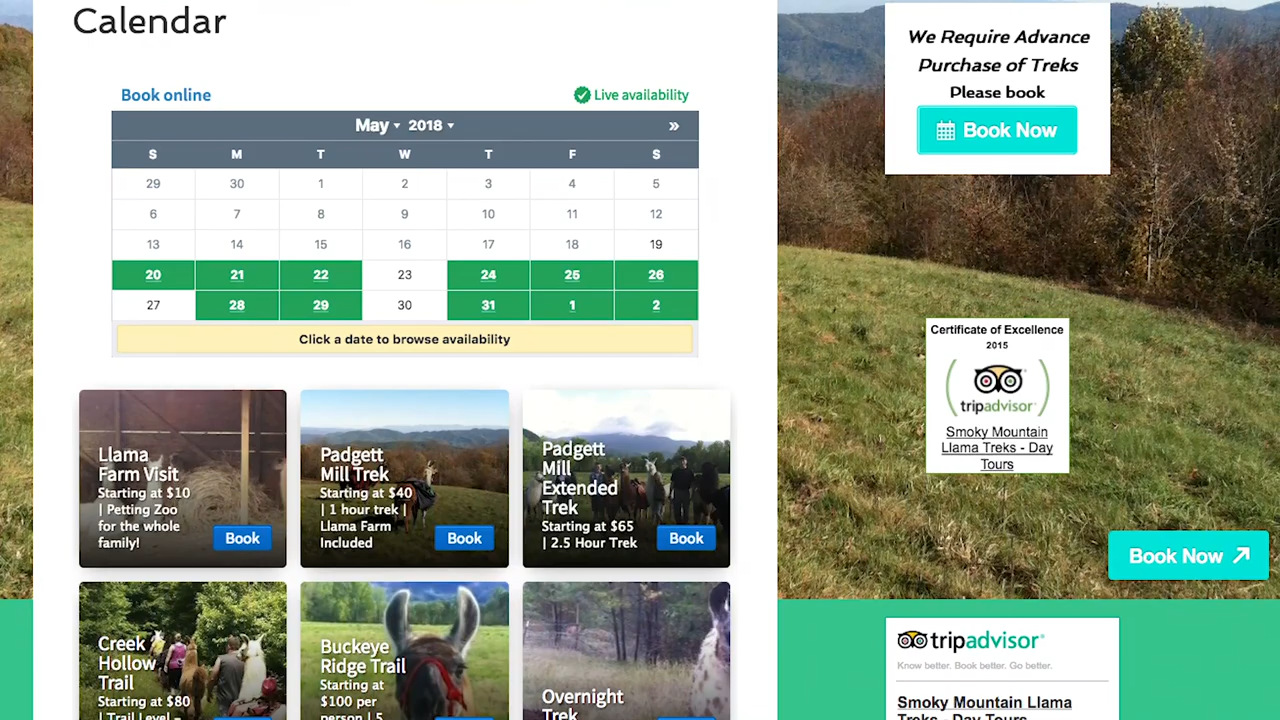 Calendar
Book online
Live availability
May 2018 »
S M T W T F S
29 30 1 2 3 4 5
6 7 8 9 10 11 12
13 14 15 16 17 18 19
20 21 22 23 24 25 26
27 28 29 30 31 1 2
Click a date to browse availability
Llama
Farm Visit
Starting at $10
| Petting Zoo
for the whole
family!
Book
Padgett
Mill Trek
Starting at $40
| 1 hour trek |
Llama Farm
Included
Book
Padgett
Mill
Extended
Trek
Starting at $65
| 2.5 Hour Trek
Book
Creek
Hollow
Trail
Starting at $80
| Trail Level –
Buckeye
Ridge Trail
Starting at
$100 per
person | 5
Overnight
Trek
We Require Advance
Purchase of Treks
Please book
Book Now
Certificate of Excellence
2015
tripadvisor
Smoky Mountain
Llama Treks - Day
Tours
Book Now
tripadvisor
Know better. Book better. Go better.
Smoky Mountain Llama
Treks - Day Tours